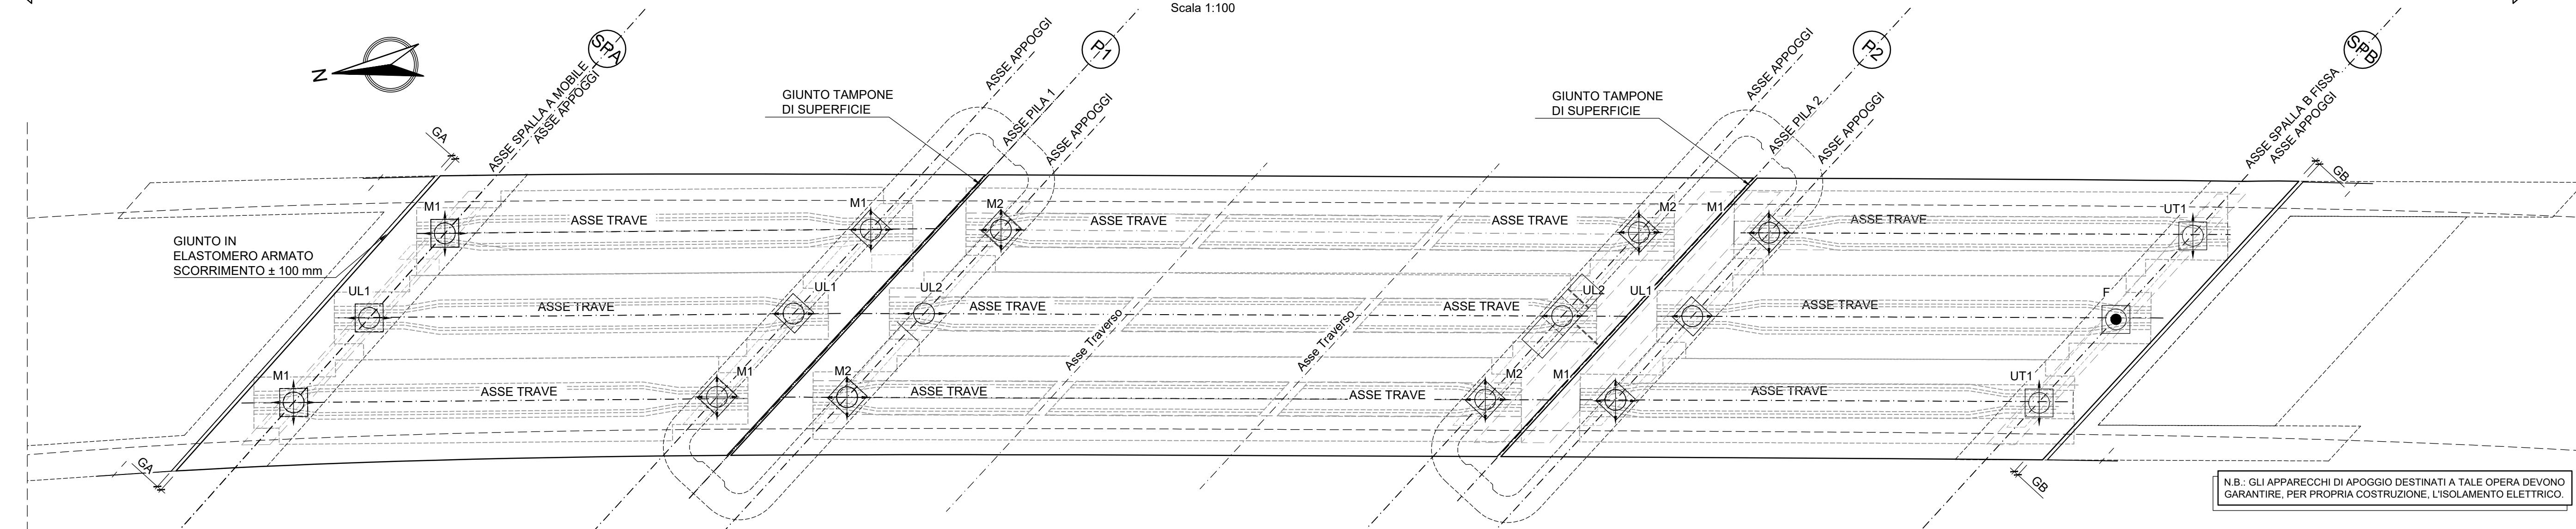 Scala 1:100
N
SRA
ASSE SPALLA A MOBILE
ASSE APPOGGI
GA
GIUNTO TAMPONE
DI SUPERFICIE
ASSE APPOGGI
P1
ASSE PILA 1
ASSE APPOGGI
GIUNTO TAMPONE
DI SUPERFICIE
ASSE APPOGGI
P2
ASSE PILA 2
ASSE APPOGGI
SPB
ASSE SPALLA B FISSA
ASSE APPOGGI
GB
GIUNTO IN
ELASTOMERO ARMATO
SCORRIMENTO ± 100 mm
M1
ASSE TRAVE
M1
M2
ASSE TRAVE
ASSE TRAVE
M2
M1
ASSE TRAVE
UT1
UL1
ASSE TRAVE
UL1
UL2
ASSE TRAVE
ASSE TRAVE
UL2
UL1
ASSE TRAVE
F
Asse Traverso
Asse Traverso
M1
ASSE TRAVE
M1
M2
ASSE TRAVE
ASSE TRAVE
M2
M1
ASSE TRAVE
UT1
GA
GB
N.B.: GLI APPARECCHI DI APOGGIO DESTINATI A TALE OPERA DEVONO
GARANTIRE, PER PROPRIA COSTRUZIONE, L'ISOLAMENTO ELETTRICO.